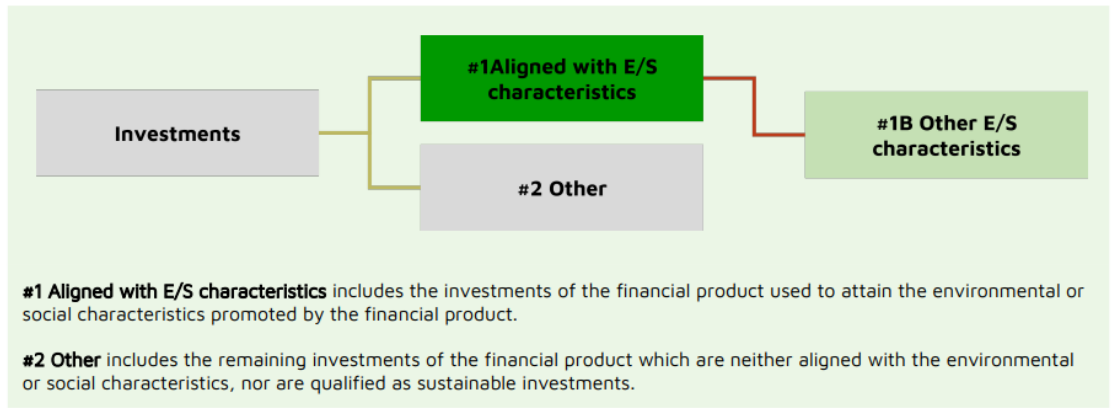 #1Aligned with E/S
characteristics
Investments
#1B Other E/S
characteristics
#2 Other
#1 Aligned with E/S characteristics includes the investments of the financial product used to attain the environmental or
social characteristics promoted by the financial product.
#2 Other includes the remaining investments of the financial product which are neither aligned with the environmental
or social characteristics, nor are qualified as sustainable investments.